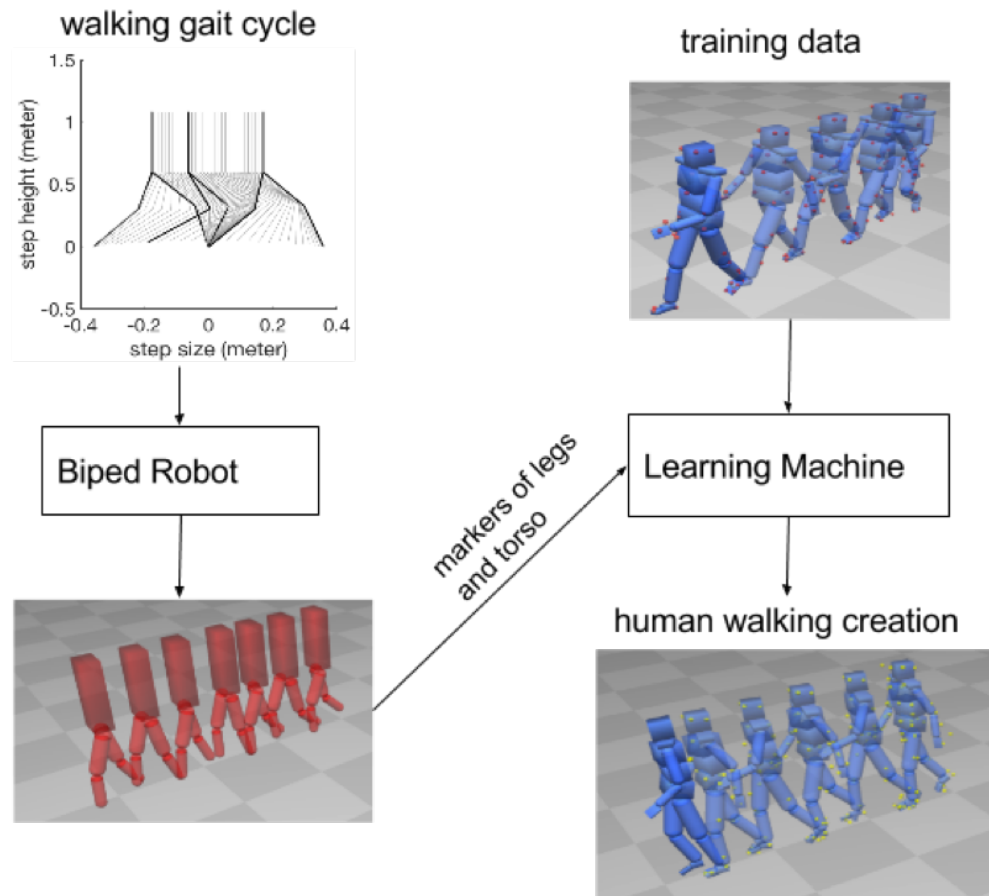 walking gait cycle
1.5
1
0.5
0
-0.5
step height (meter)
-0.4 -0.2 0 0.2 0.4
step size (meter)
Biped Robot
markers of legs
and torso
training data
Learning Machine
human walking creation